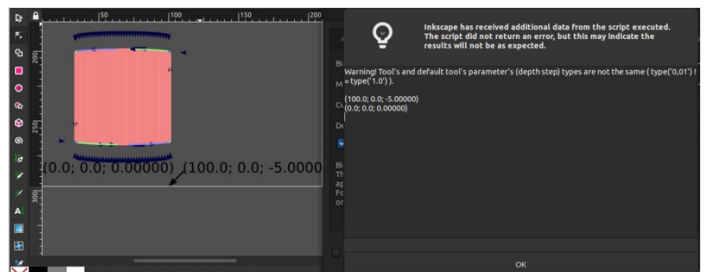 |50 |100 |150 |200
200
250
300
(0.0; 0.0; 0.00000)
(100.0; 0.0; -5.0000
Inkscape has received additional data from the script executed.
The script did not return an error, but this may indicate the
results will not be as expected.
Warning! Tool's and default tool's parameter's (depth step) types are not the same ( type('0,01') !
= type('1.0') ).
(100.0; 0.0; -5.00000)
(0.0; 0.0; 0.00000)
OK